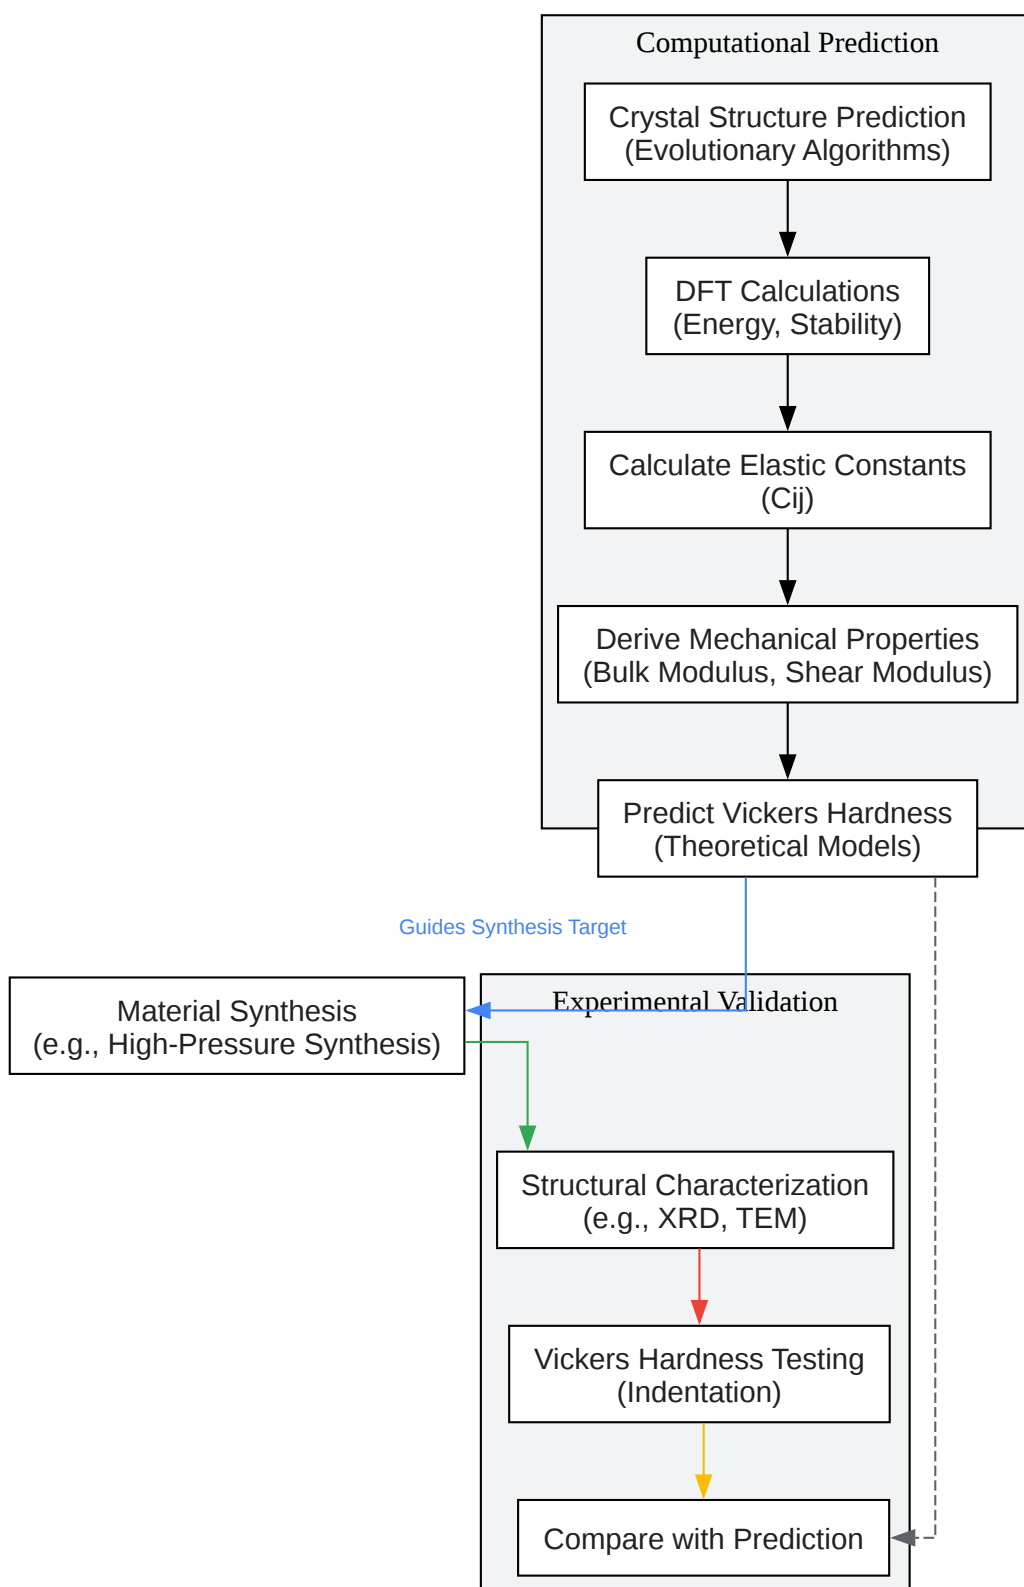 Computational Prediction
Crystal Structure Prediction
(Evolutionary Algorithms)
DFT Calculations
(Energy, Stability)
Calculate Elastic Constants
(Cij)
Derive Mechanical Properties
(Bulk Modulus, Shear Modulus)
Predict Vickers Hardness
(Theoretical Models)
Guides Synthesis Target
Material Synthesis
(e.g., High-Pressure Synthesis)
Experimental Validation
Structural Characterization
(e.g., XRD, TEM)
Vickers Hardness Testing
(Indentation)
Compare with Prediction